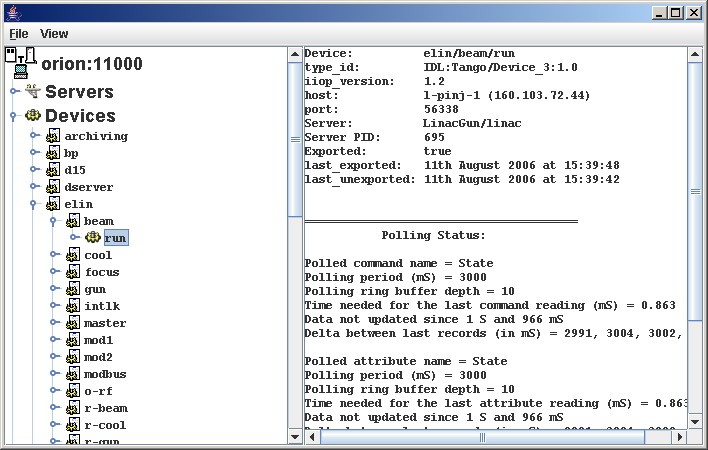 File View
orion:11000
Servers
Devices
archiving
bp
d15
dserver
elin
beam
run
cool
focus
gun
intlk
master
mod1
mod2
modbus
o-rf
r-beam
r-cool
r-gun
Device: elin/beam/run
type_id: IDL:Tango/Device_3:1.0
iiop_version: 1.2
host: l-pinj-1 (160.103.72.44)
port: 56338
Server: LinacGun/linac
Server PID: 695
Exported: true
last_exported: 11th August 2006 at 15:39:48
last_unexported: 11th August 2006 at 15:39:42
Polling Status:
Polled command name = State
Polling period (mS) = 3000
Polling ring buffer depth = 10
Time needed for the last command reading (mS) = 0.863
Data not updated since 1 S and 966 mS
Delta between last records (in mS) = 2991, 3004, 3002,
Polled attribute name = State
Polling period (mS) = 3000
Polling ring buffer depth = 10
Time needed for the last attribute reading (mS) = 0.863
Data not updated since 1 S and 966 mS